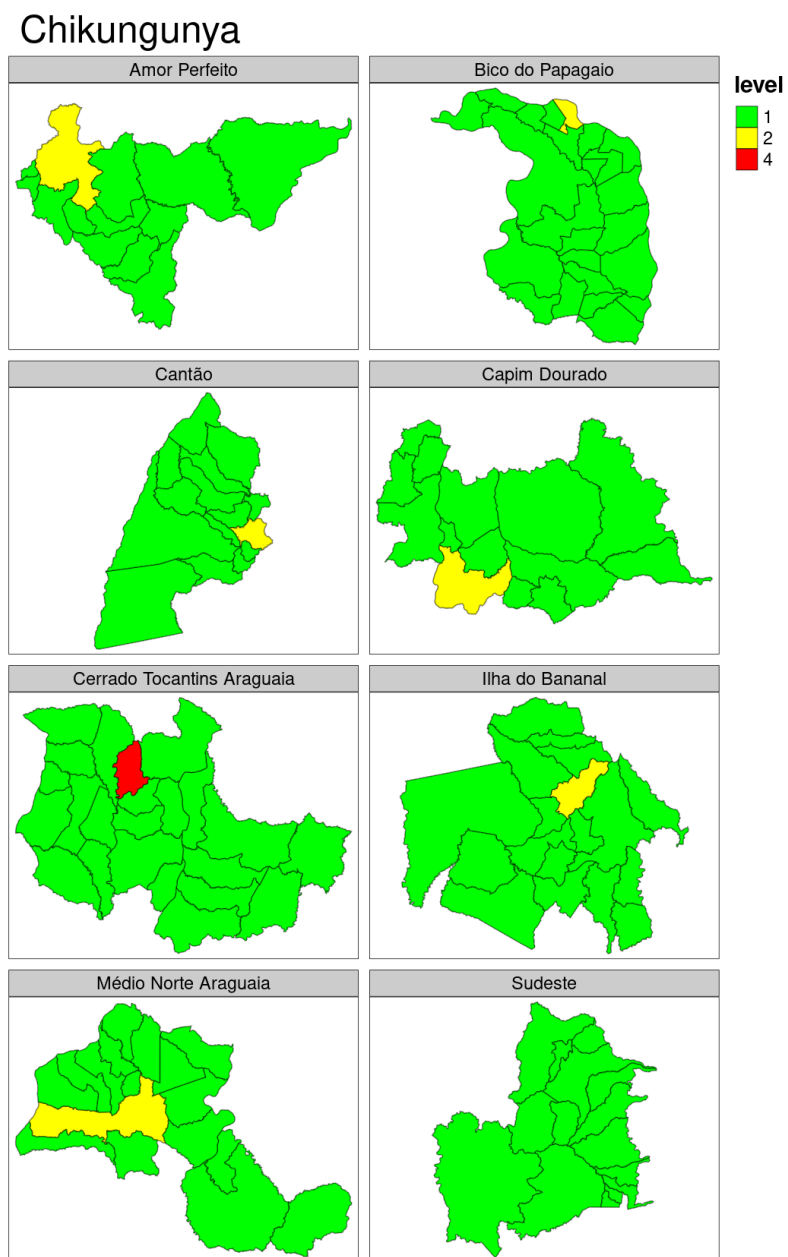 Chikungunya
Amor Perfeito
Bico do Papagaio
level
1
2
4
Cantão
Capim Dourado
Cerrado Tocantins Araguaia
Ilha do Bananal
Médio Norte Araguaia
Sudeste